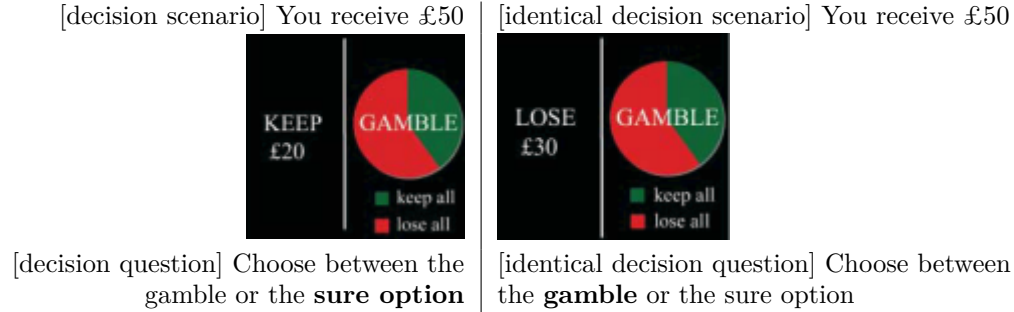 [decision scenario] You receive £50
KEEP
£20
GAMBLE
keep all
lose all
[decision question] Choose between the
gamble or the sure option
[identical decision scenario] You receive £50
LOSE
£30
GAMBLE
keep all
lose all
[identical decision question] Choose between
the gamble or the sure option